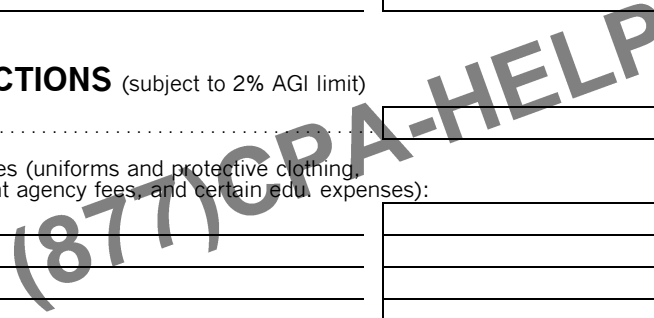 CTIONS (subject to 2% AGI limit)
es (uniforms and protective clothing,
t agency fees, and certain edu. expenses):
(877)CPA-HELP